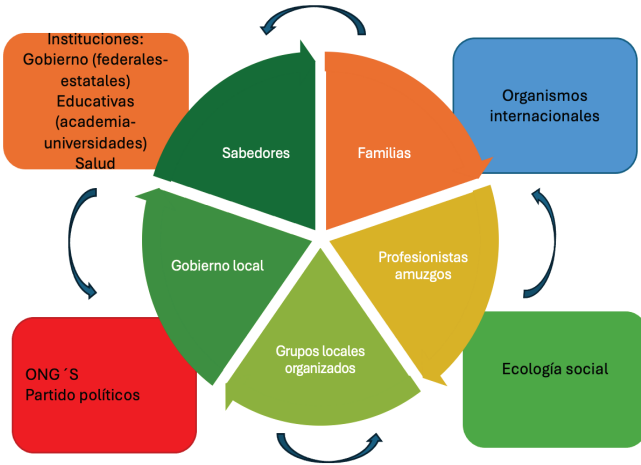 Instituciones:
Gobierno (federales-
estatales)
Educativas
(academia-
universidades)
Salud
Sabedores
Familias
Organismos
internacionales
Gobierno local
Profesionistas
amuzgos
Grupos locales
organizados
ONG ´S
Partido políticos
Ecología social